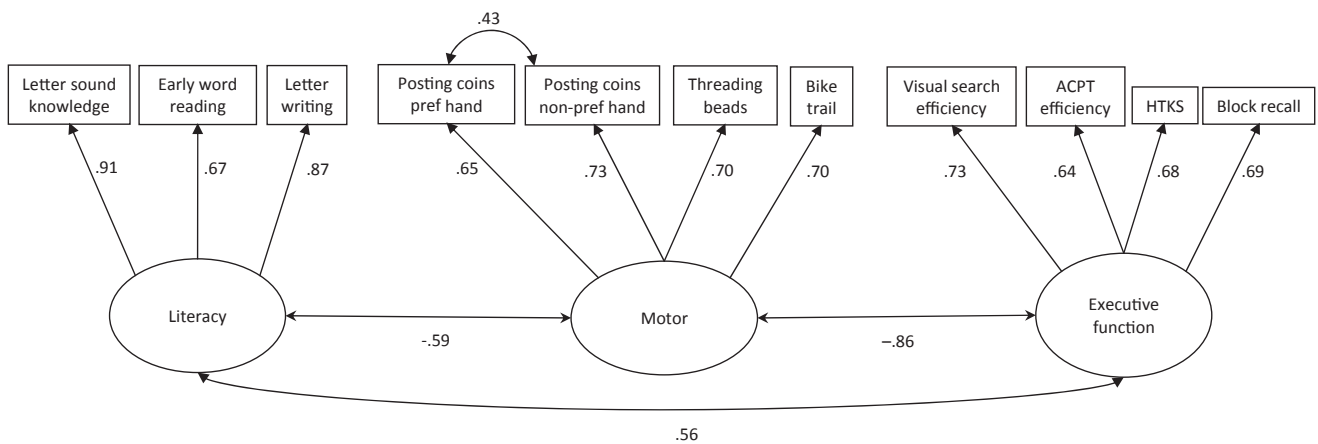 .43
Letter sound
knowledge
Early word
reading
Letter
writing
Posting coins
pref hand
Posting coins
non-pref hand
Threading
beads
Bike
trail
Visual search
efficiency
ACPT
efficiency
HTKS
Block recall
.91
.67
.87
.65
.73
.70
.70
.73
.64
.68
.69
Literacy
Motor
Executive
function
-.59
–.86
.56